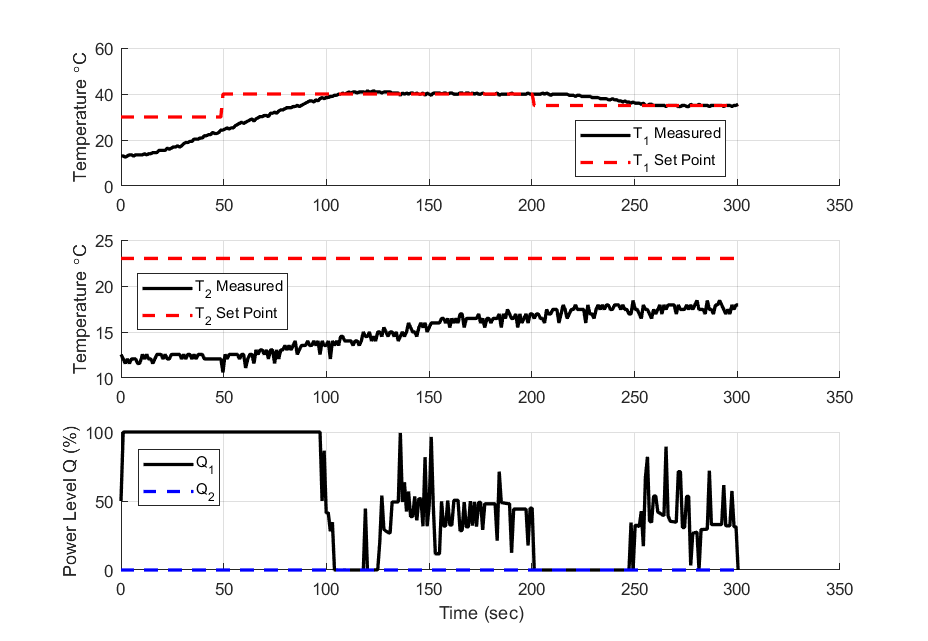 Temperature °C
60
40
20
0
T1 Measured
T1 Set Point
0 50 100 150 200 250 300 350
Temperature °C
25
20
15
10
T2 Measured
T2 Set Point
0 50 100 150 200 250 300 350
Power Level Q (%)
100
50
0
Q1
Q2
0 50 100 150 200 250 300 350
Time (sec)